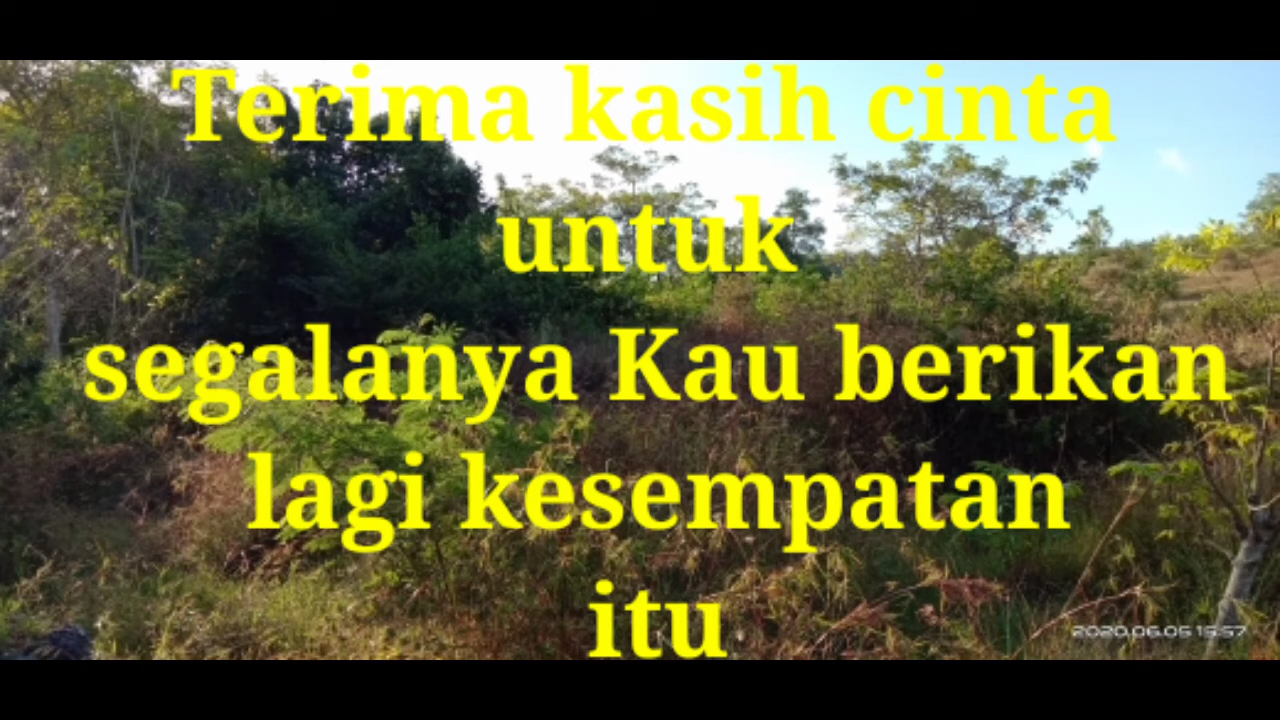 Terima kasih cinta
untuk
segalanya Kau berikan
lagi kesempatan
itu
2020.06.05 15:57